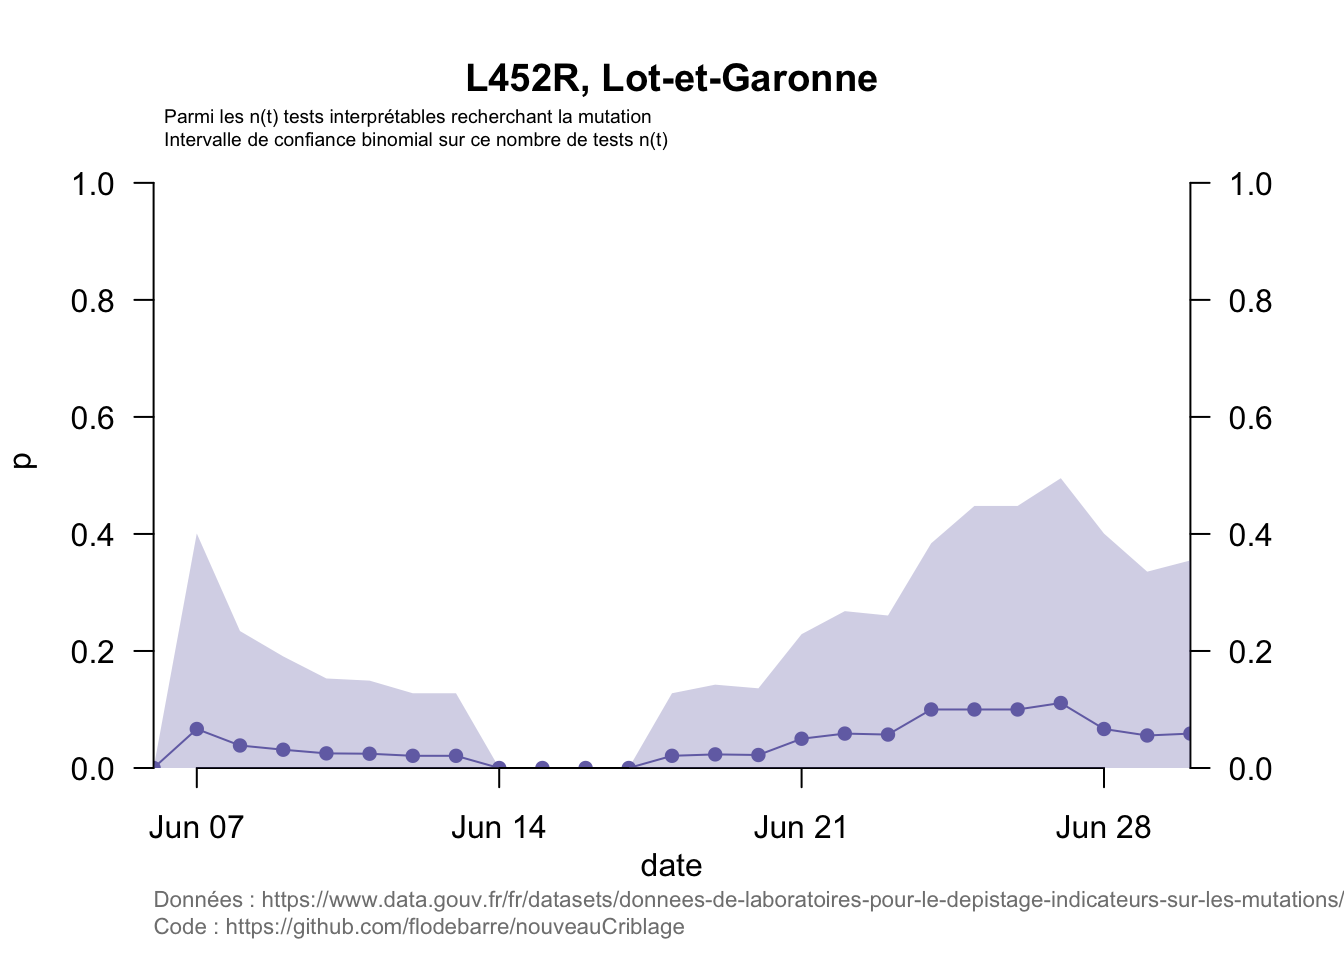 L452R, Lot-et-Garonne
Parmi les n(t) tests interprétables recherchant la mutation
Intervalle de confiance binomial sur ce nombre de tests n(t)
1.0 1.0
0.8 0.8
0.6 0.6
p
0.4 0.4
0.2 0.2
0.0 0.0
Jun 07 Jun 14 Jun 21 Jun 28
date
Données : https://www.data.gouv.fr/fr/datasets/donnees-de-laboratoires-pour-le-depistage-indicateurs-sur-les-mutations/
Code : https://github.com/flodebarre/nouveauCriblage